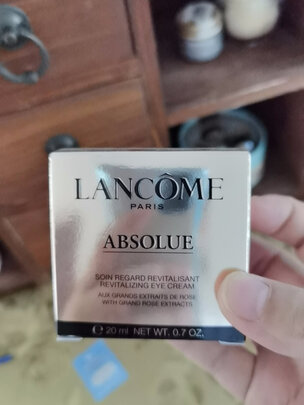 LANCÔME
PARIS
ABSOLUE
SOIN REGARD REVITALISANT
REVITALIZING EYE CREAM
AUX GRANDS EXTRAITS DE ROSE
WITH GRAND ROSE EXTRACTS
℮ 20 ml NET WT. 0.7 OZ.